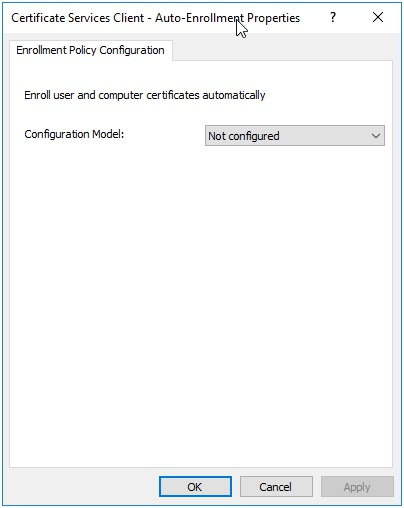 Certificate Services Client - Auto-Enrollment Properties ?
Enrollment Policy Configuration
Enroll user and computer certificates automatically
Configuration Model: Not configured
OK Cancel Apply